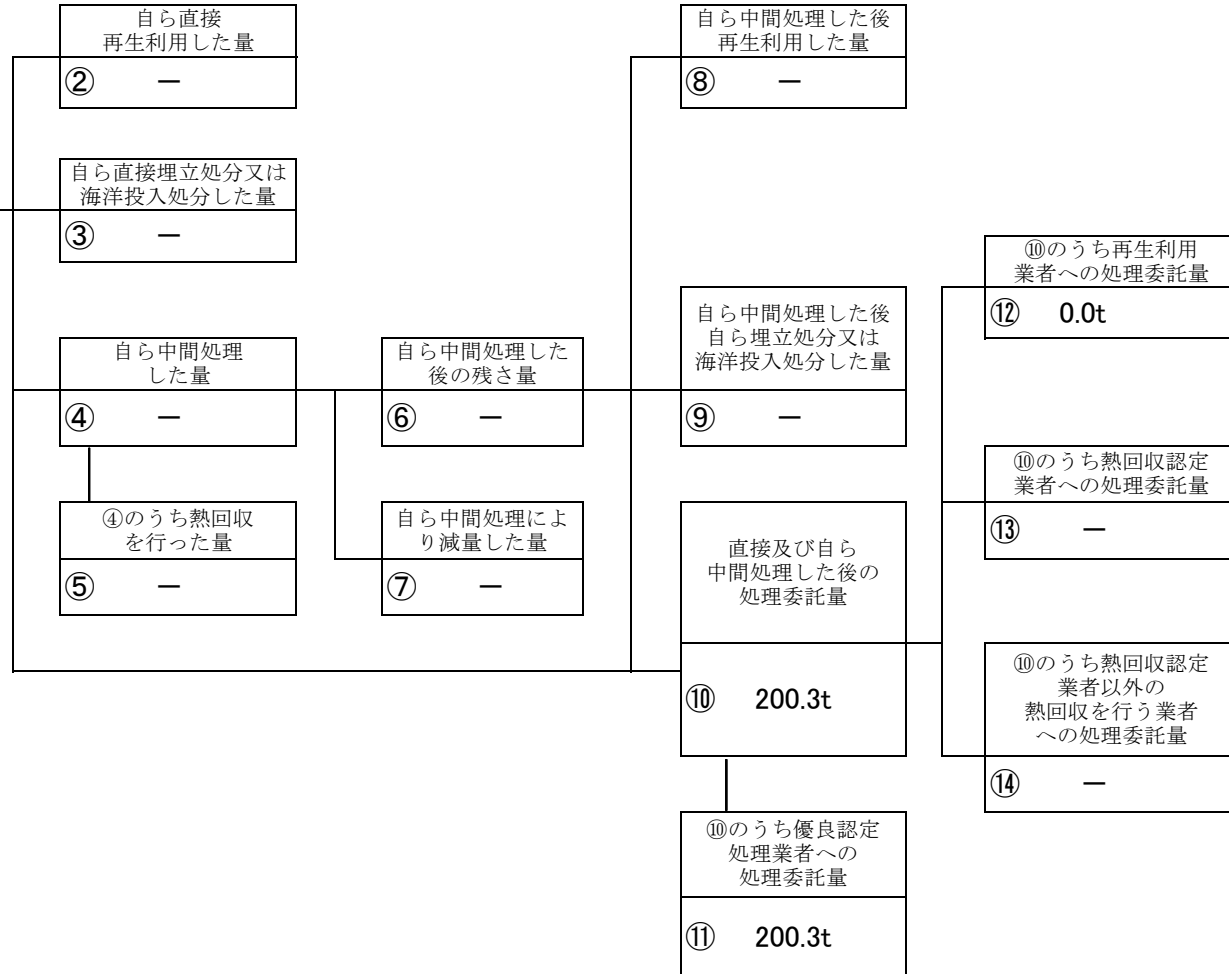 自ら直接
再生利用した量
② ー
自ら直接埋立処分又は
海洋投入処分した量
③ ー
自ら中間処理
した量
④ ー
④のうち熱回収
を行った量
⑤ ー
自ら中間処理した
後の残さ量
⑥ ー
自ら中間処理によ
り減量した量
⑦ ー
自ら中間処理した後
再生利用した量
⑧ ー
自ら中間処理した後
自ら埋立処分又は
海洋投入処分した量
⑨ ー
直接及び自ら
中間処理した後の
処理委託量
⑩ 200.3t
⑩のうち優良認定
処理業者への
処理委託量
⑪ 200.3t
⑩のうち再生利用
業者への処理委託量
⑫ 0.0t
⑩のうち熱回収認定
業者への処理委託量
⑬ ー
⑩のうち熱回収認定
業者以外の
熱回収を行う業者
への処理委託量
⑭ ー